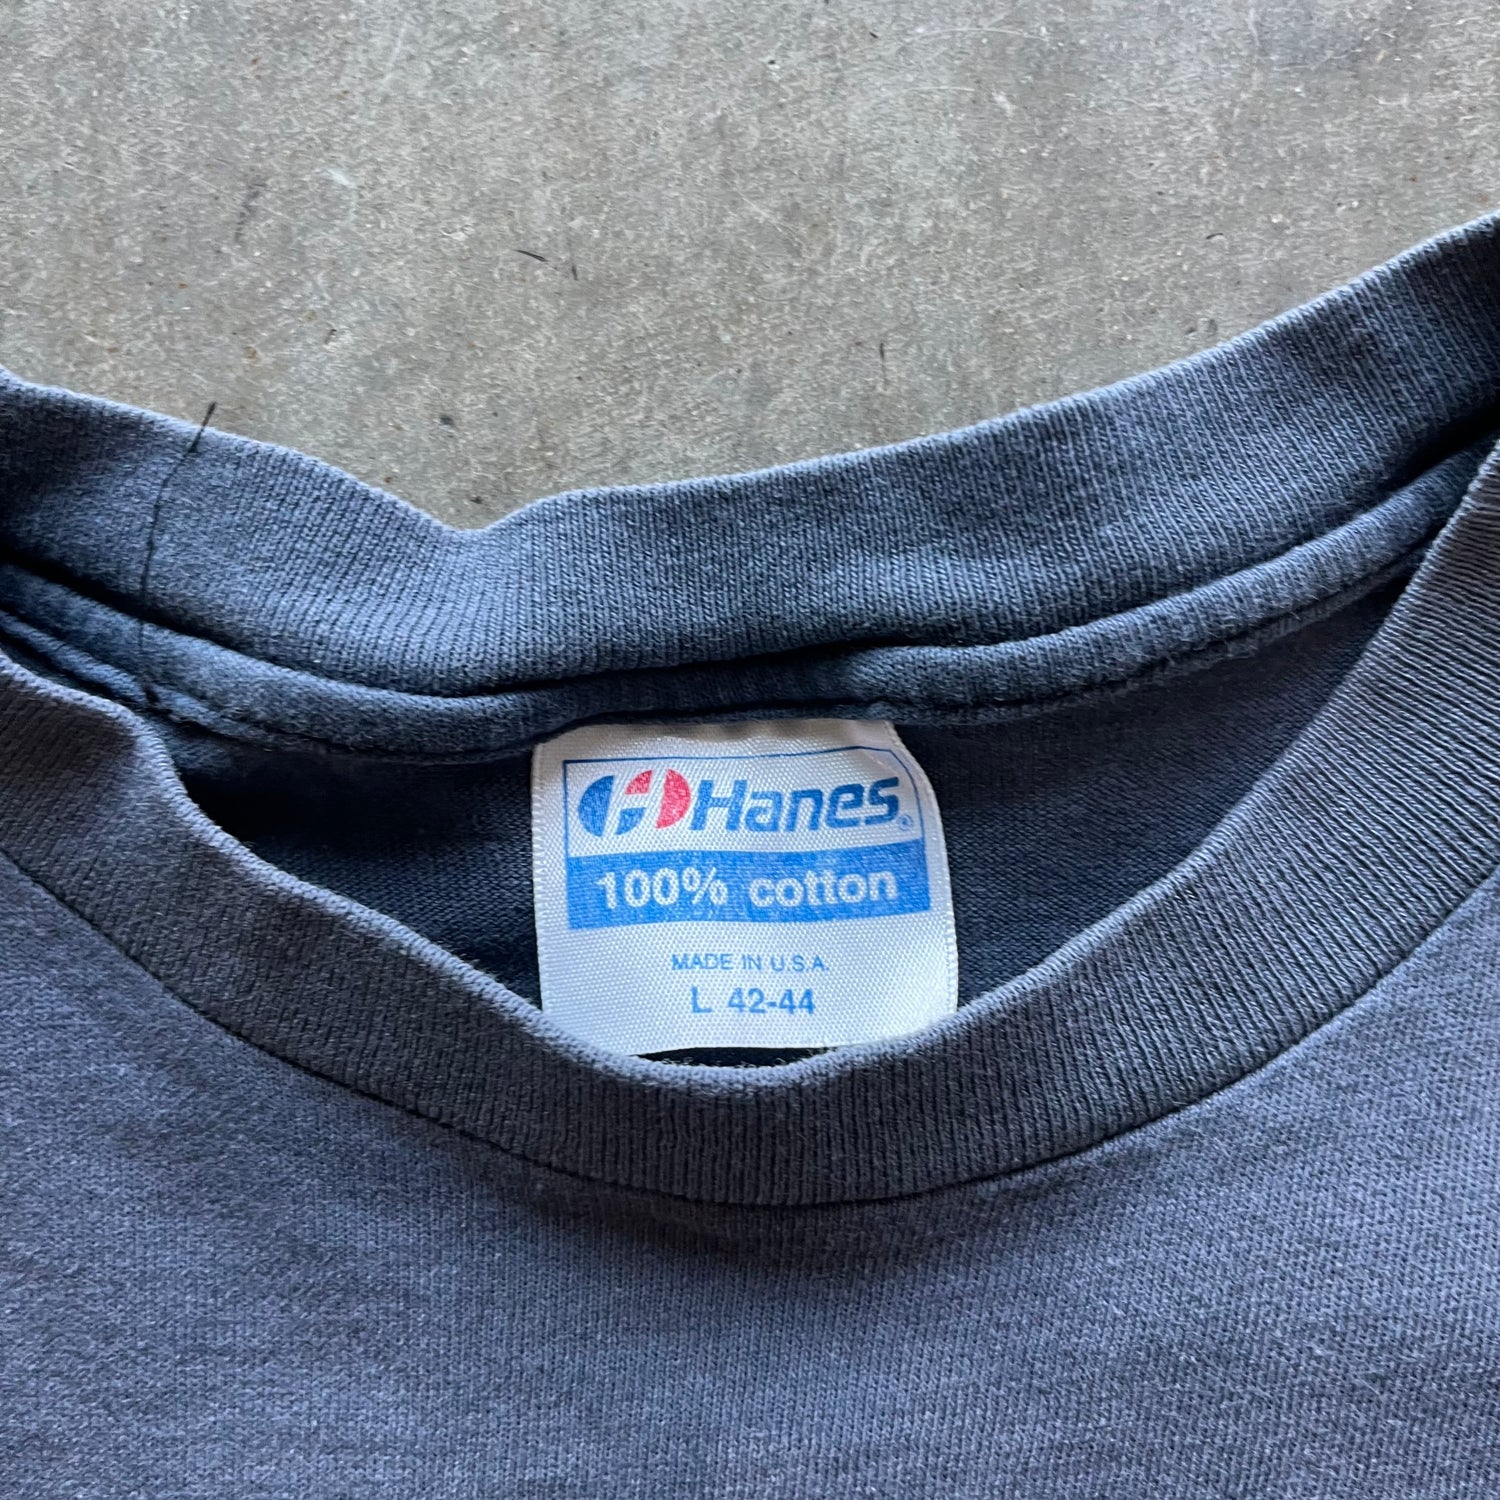 Hanes®
100% cotton
MADE IN U.S.A.
L 42-44